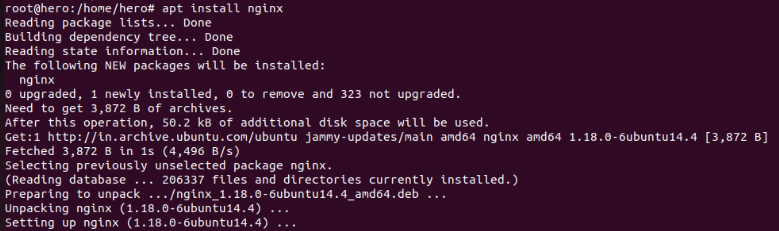 root@hero:/home/hero# apt install nginx
Reading package lists... Done
Building dependency tree... Done
Reading state information... Done
The following NEW packages will be installed:
  nginx
0 upgraded, 1 newly installed, 0 to remove and 323 not upgraded.
Need to get 3,872 B of archives.
After this operation, 50.2 kB of additional disk space will be used.
Get:1 http://in.archive.ubuntu.com/ubuntu jammy-updates/main amd64 nginx amd64 1.18.0-6ubuntu14.4 [3,872 B]
Fetched 3,872 B in 1s (4,496 B/s)
Selecting previously unselected package nginx.
(Reading database ... 206337 files and directories currently installed.)
Preparing to unpack .../nginx_1.18.0-6ubuntu14.4_amd64.deb ...
Unpacking nginx (1.18.0-6ubuntu14.4) ...
Setting up nginx (1.18.0-6ubuntu14.4) ...